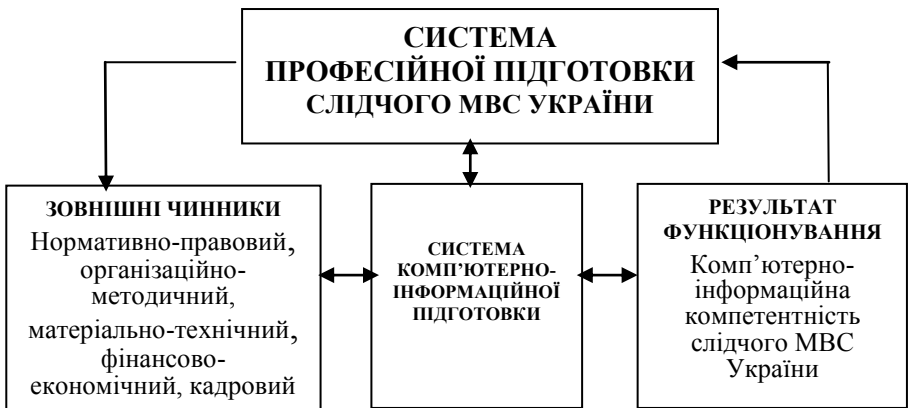 СИСТЕМА
ПРОФЕСІЙНОЇ ПІДГОТОВКИ
СЛІДЧОГО МВС УКРАЇНИ
ЗОВНІШНІ ЧИННИКИ
Нормативно-правовий,
організаційно-
методичний,
матеріально-технічний,
фінансово-
економічний, кадровий
СИСТЕМА
КОМП’ЮТЕРНО-
ІНФОРМАЦІЙНОЇ
ПІДГОТОВКИ
РЕЗУЛЬТАТ
ФУНКЦІОНУВАННЯ
Комп’ютерно-
інформаційна
компетентність
слідчого МВС
України